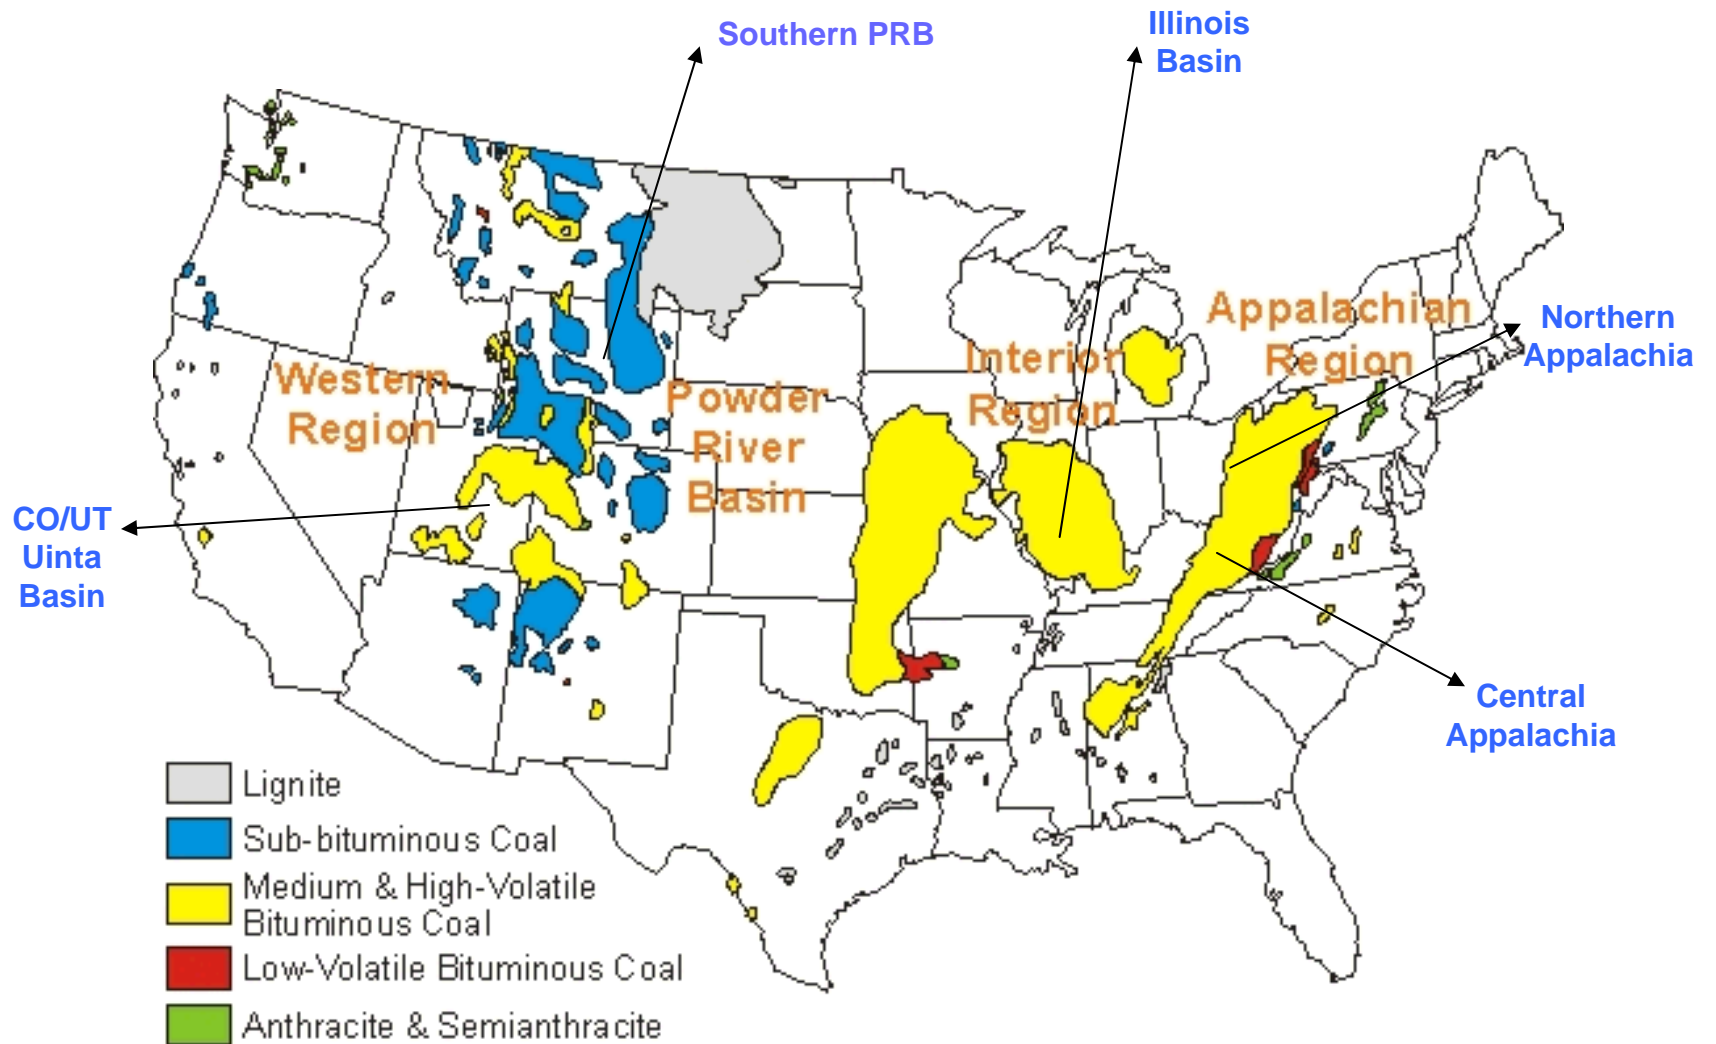 Southern PRB
Illinois
Basin
Appalachian
Region
Northern
Appalachia
Interior
Region
Western
Region
Powder
River
Basin
CO/UT
Uinta
Basin
Central
Appalachia
Lignite
Sub-bituminous Coal
Medium & High-Volatile
Bituminous Coal
Low-Volatile Bituminous Coal
Anthracite & Semianthracite